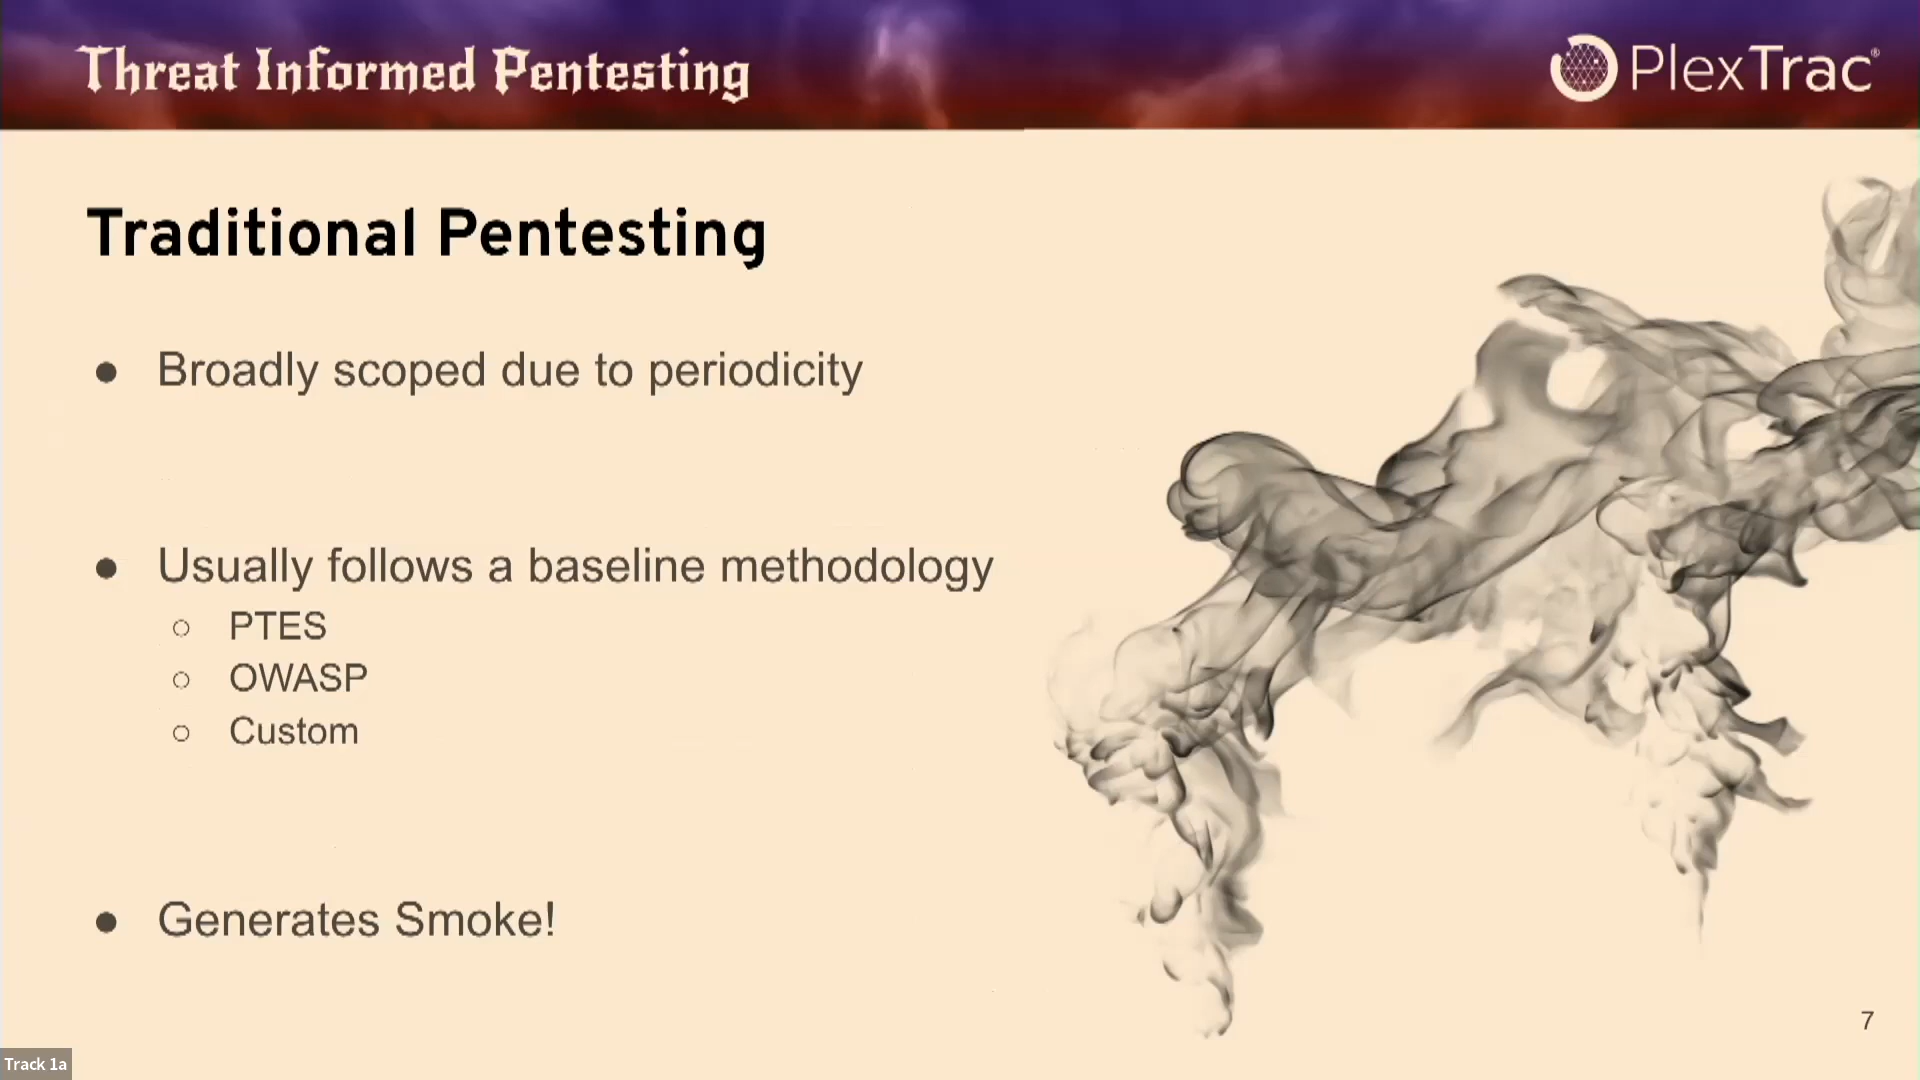 Threat Informed Pentesting
PlexTrac®
Traditional Pentesting
● Broadly scoped due to periodicity
● Usually follows a baseline methodology
○ PTES
○ OWASP
○ Custom
● Generates Smoke!
7
Track 1a